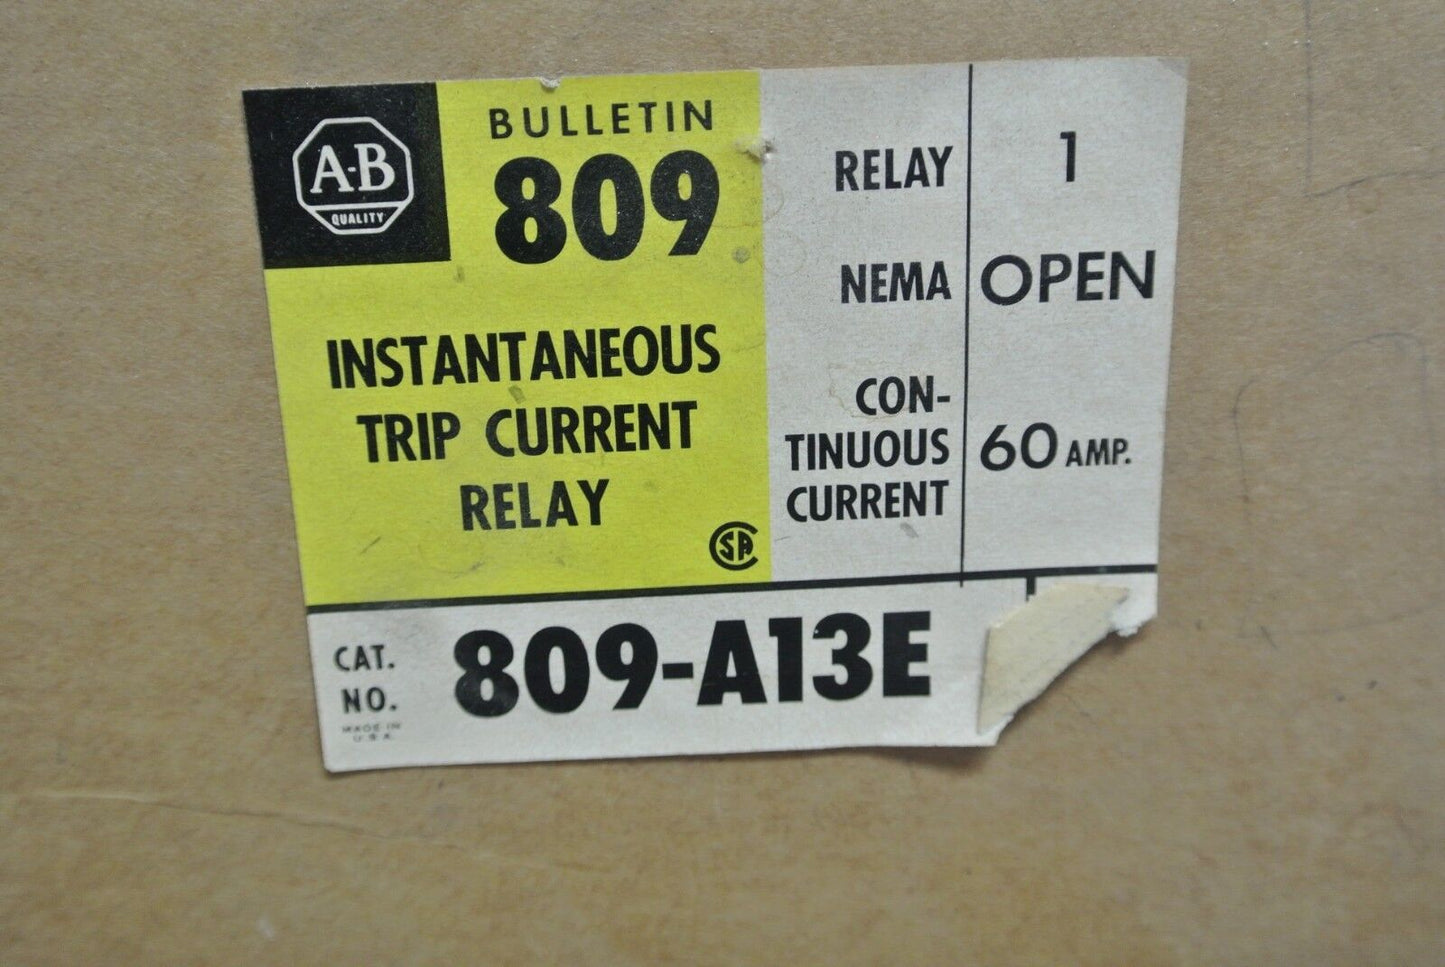 A-B
QUALITY
BULLETIN
809
INSTANTANEOUS
TRIP CURRENT
RELAY
CSA
RELAY 1
NEMA OPEN
CON-
TINUOUS
CURRENT
60 AMP.
CAT.
NO.
809-A13E
MADE IN
U.S.A.